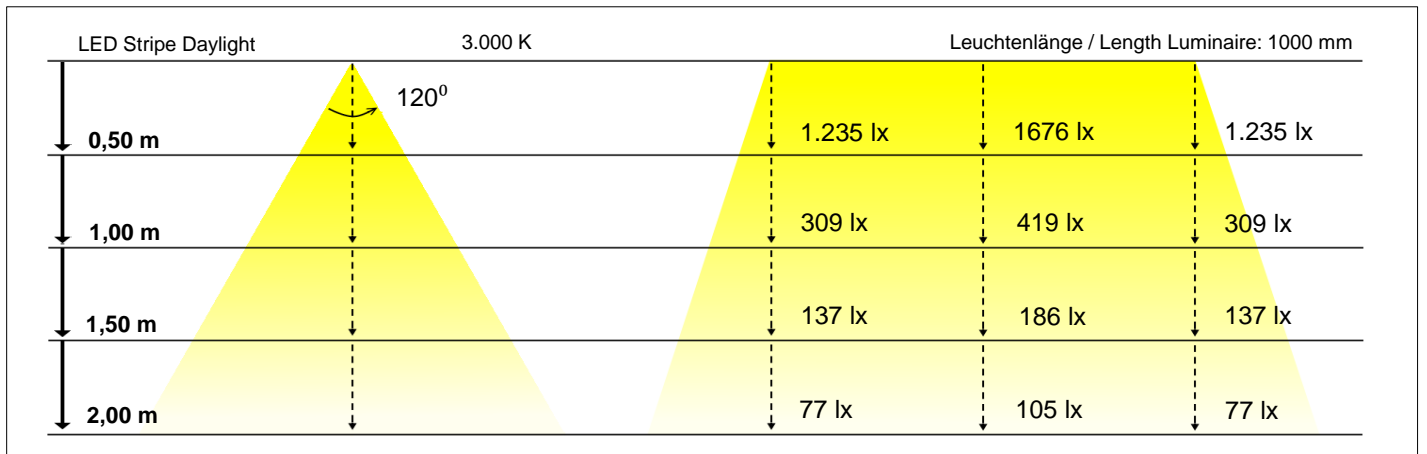 LED Stripe Daylight 3.000 K Leuchtenlänge / Length Luminaire: 1000 mm
120⁰
0,50 m 1.235 lx 1676 lx 1.235 lx
1,00 m 309 lx 419 lx 309 lx
1,50 m 137 lx 186 lx 137 lx
2,00 m 77 lx 105 lx 77 lx